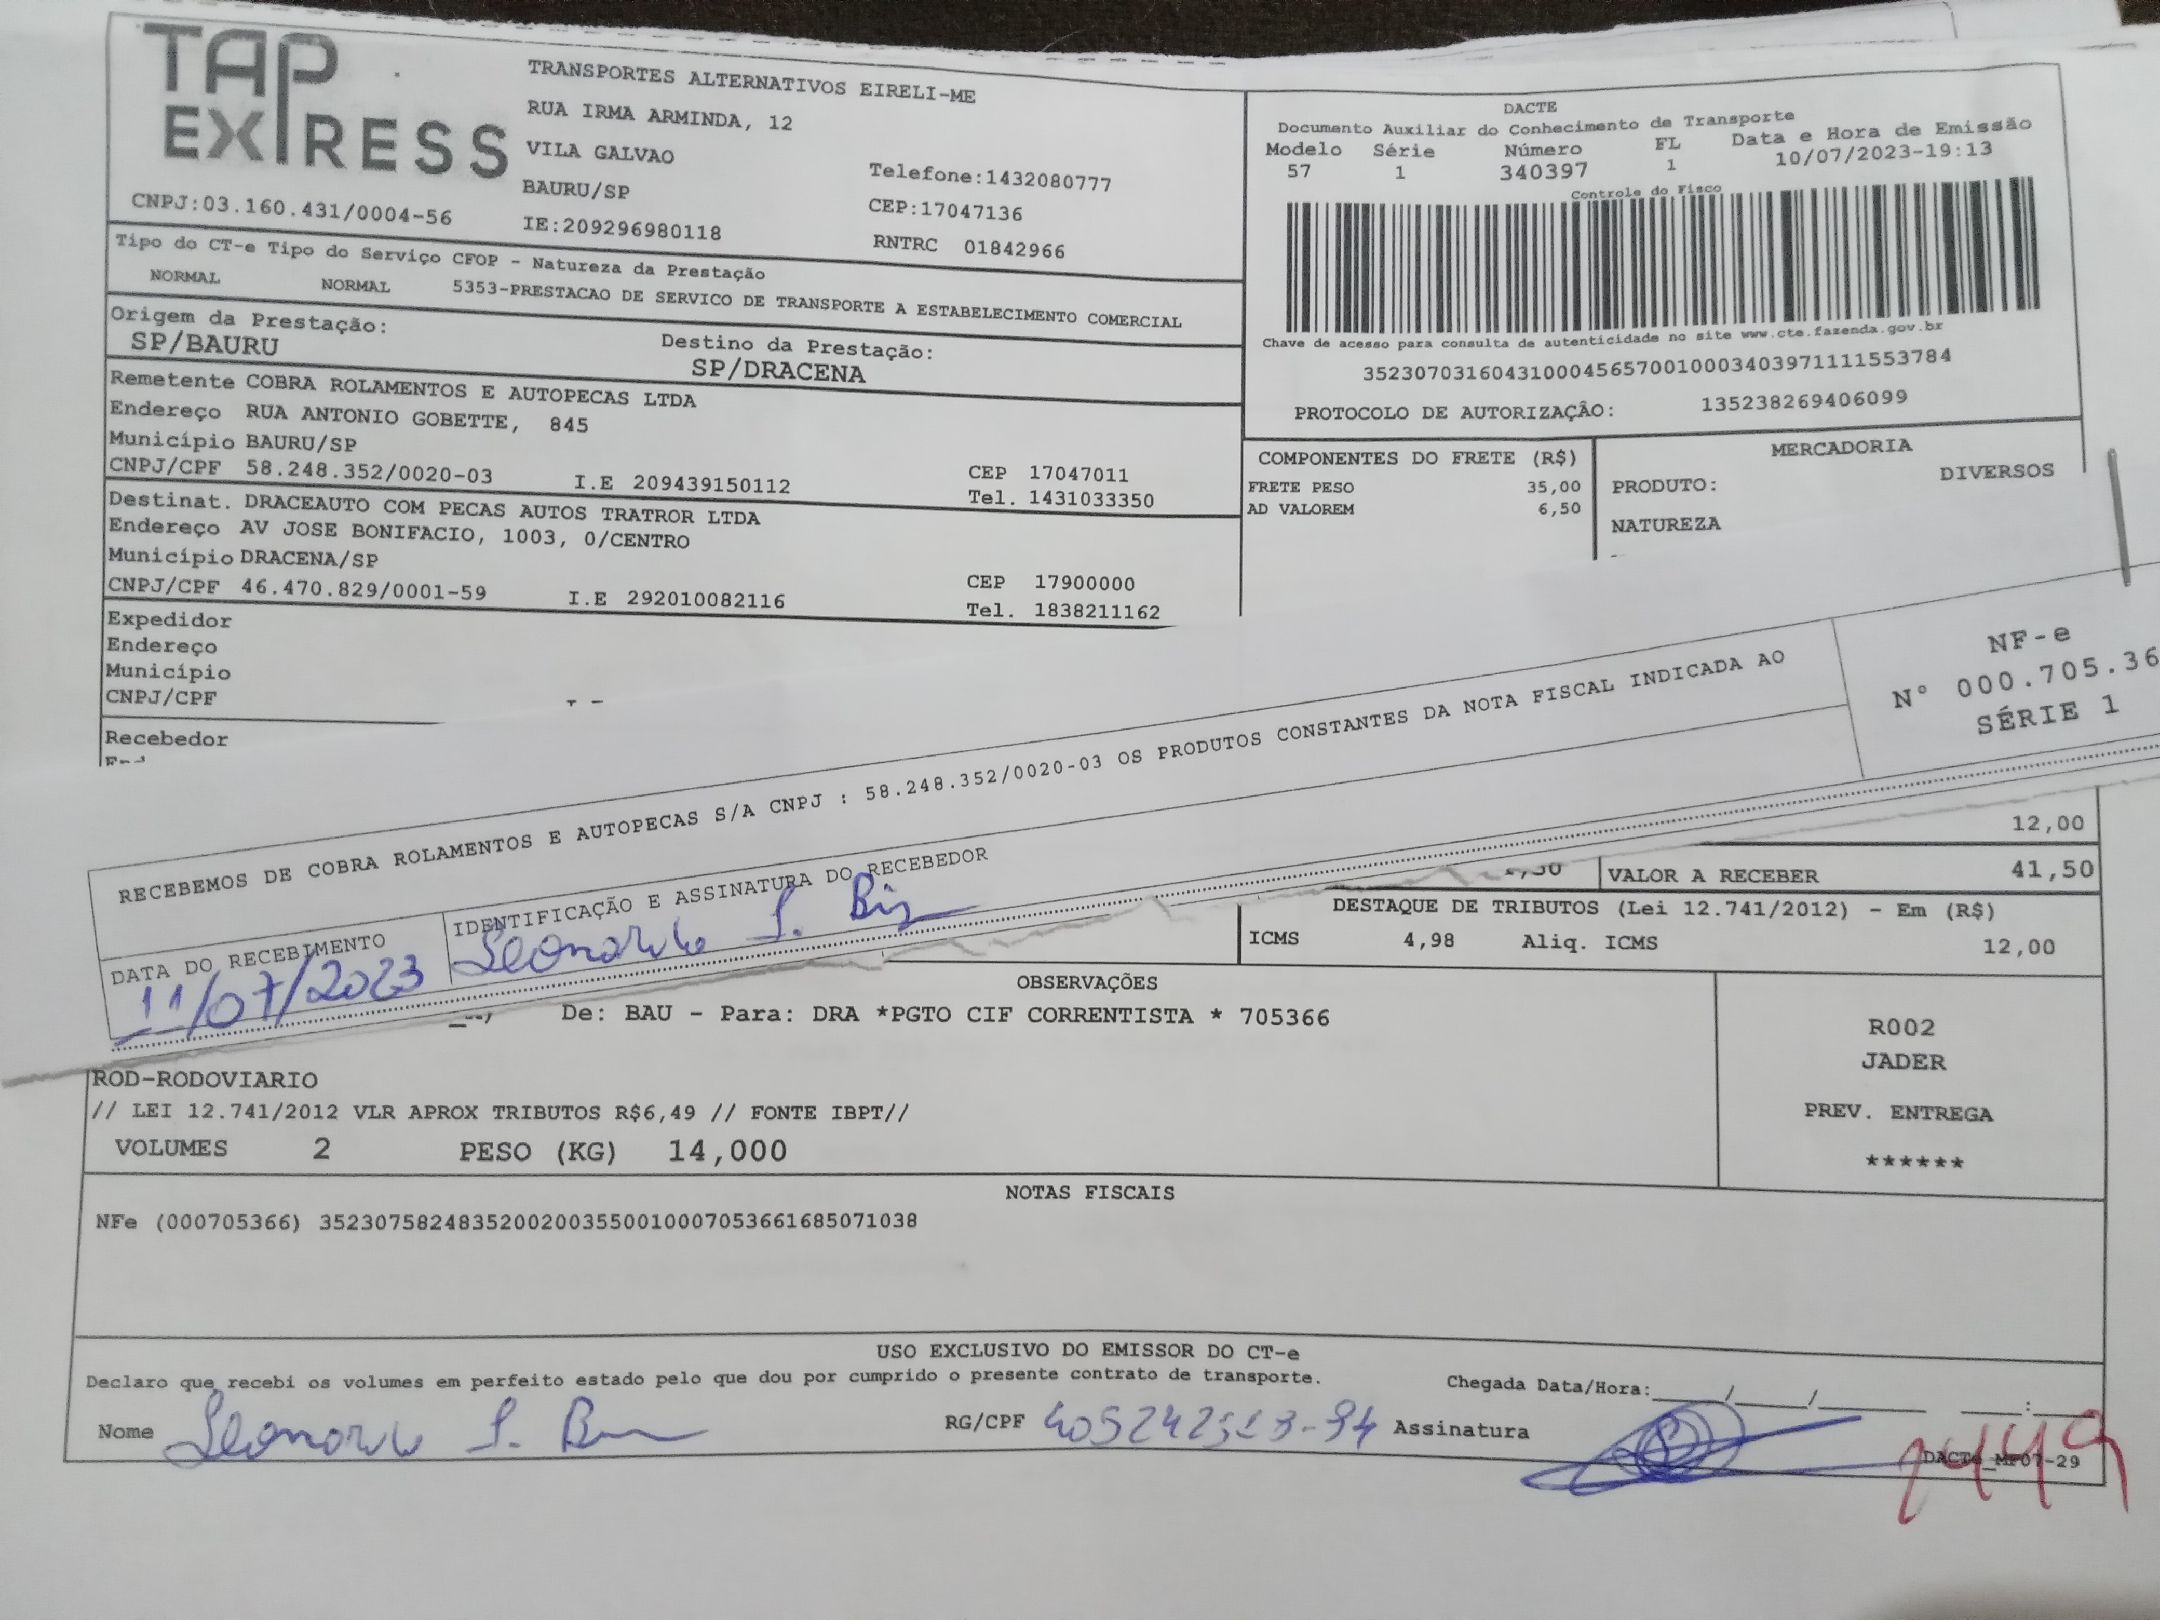 TAP EXPRESS
TRANSPORTES ALTERNATIVOS EIRELI-ME
RUA IRMA ARMINDA, 12
VILA GALVAO
BAURU/SP
Telefone:1432080777
CEP:17047136
CNPJ:03.160.431/0004-56
IE:209296980118
RNTRC 01842966
DACTE
Documento Auxiliar do Conhecimento de Transporte
Modelo Série Número FL Data e Hora de Emissão
57 1 340397 1 10/07/2023-19:13
Controle do Fisco
Chave de acesso para consulta de autenticidade no site www.cte.fazenda.gov.br
35230703160431000456570010003403971111553784
PROTOCOLO DE AUTORIZAÇÃO: 135238269406099
Tipo do CT-e Tipo do Serviço CFOP - Natureza da Prestação
NORMAL NORMAL 5353-PRESTACAO DE SERVICO DE TRANSPORTE A ESTABELECIMENTO COMERCIAL
Origem da Prestação:
SP/BAURU
Destino da Prestação:
SP/DRACENA
Remetente COBRA ROLAMENTOS E AUTOPECAS LTDA
Endereço RUA ANTONIO GOBETTE, 845
Município BAURU/SP
CNPJ/CPF 58.248.352/0020-03 I.E 209439150112
CEP 17047011
Tel. 1431033350
Destinat. DRACEAUTO COM PECAS AUTOS TRATROR LTDA
Endereço AV JOSE BONIFACIO, 1003, 0/CENTRO
Município DRACENA/SP
CNPJ/CPF 46.470.829/0001-59 I.E 292010082116
CEP 17900000
Tel. 1838211162
COMPONENTES DO FRETE (R$)
FRETE PESO 35,00
AD VALOREM 6,50
MERCADORIA
PRODUTO: DIVERSOS
NATUREZA
Expedidor
Endereço
Município
CNPJ/CPF
Recebedor
RECEBEMOS DE COBRA ROLAMENTOS E AUTOPECAS S/A CNPJ : 58.248.352/0020-03 OS PRODUTOS CONSTANTES DA NOTA FISCAL INDICADA AO
NF-e
N° 000.705.36
SÉRIE 1
DATA DO RECEBIMENTO
11/07/2023
IDENTIFICAÇÃO E ASSINATURA DO RECEBEDOR
Leonardo S.
12,00
VALOR A RECEBER 41,50
DESTAQUE DE TRIBUTOS (Lei 12.741/2012) - Em (R$)
ICMS 4,98 Aliq. ICMS 12,00
OBSERVAÇÕES
De: BAU - Para: DRA *PGTO CIF CORRENTISTA * 705366
ROD-RODOVIARIO
// LEI 12.741/2012 VLR APROX TRIBUTOS R$6,49 // FONTE IBPT//
VOLUMES 2 PESO (KG) 14,000
R002
JADER
PREV. ENTREGA
******
NOTAS FISCAIS
NFe (000705366) 35230758248352002003550010007053661685071038
USO EXCLUSIVO DO EMISSOR DO CT-e
Declaro que recebi os volumes em perfeito estado pelo que dou por cumprido o presente contrato de transporte.
Chegada Data/Hora:___/___/___ __:__
Nome Leonardo S.
RG/CPF
Assinatura
DACTe_MF07-29